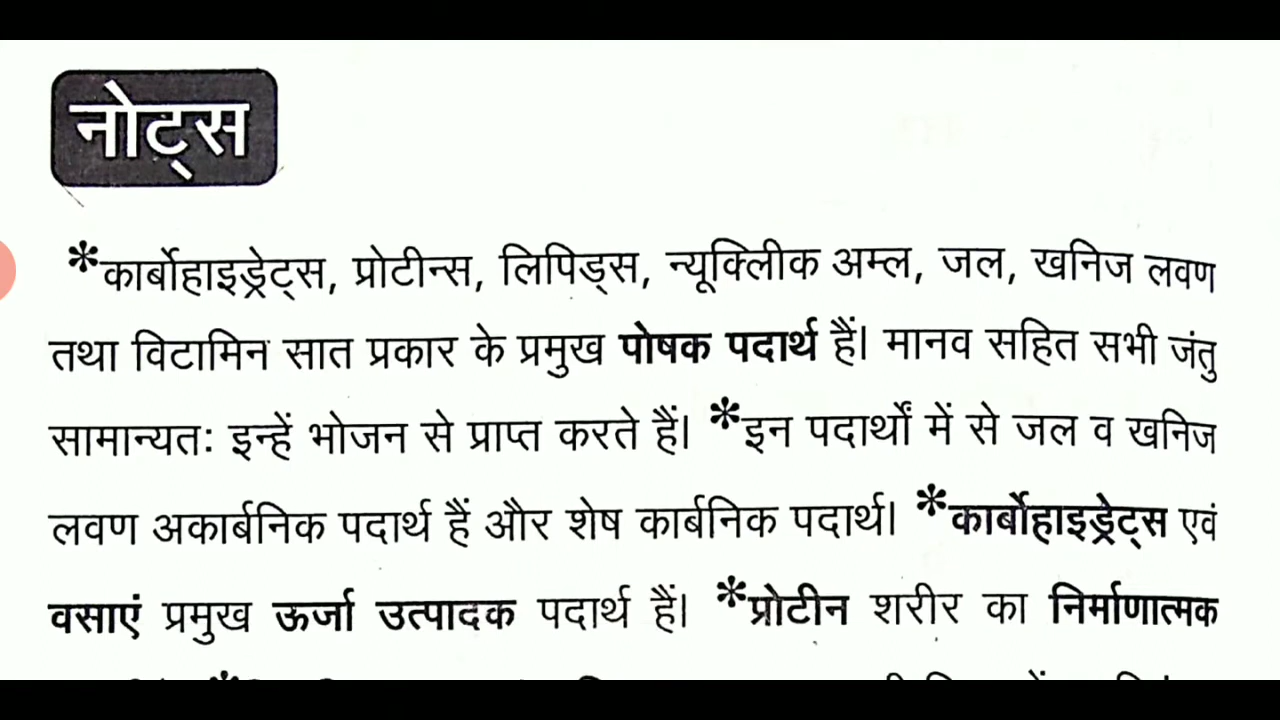 नोट्स
*कार्बोहाइड्रेट्स, प्रोटीन्स, लिपिड्स, न्यूक्लीक अम्ल, जल, खनिज लवण
तथा विटामिन सात प्रकार के प्रमुख पोषक पदार्थ हैं। मानव सहित सभी जंतु
सामान्यतः इन्हें भोजन से प्राप्त करते हैं। *इन पदार्थों में से जल व खनिज
लवण अकार्बनिक पदार्थ हैं और शेष कार्बनिक पदार्थ। *कार्बोहाइड्रेट्स एवं
वसाएं प्रमुख ऊर्जा उत्पादक पदार्थ हैं। *प्रोटीन शरीर का निर्माणात्मक